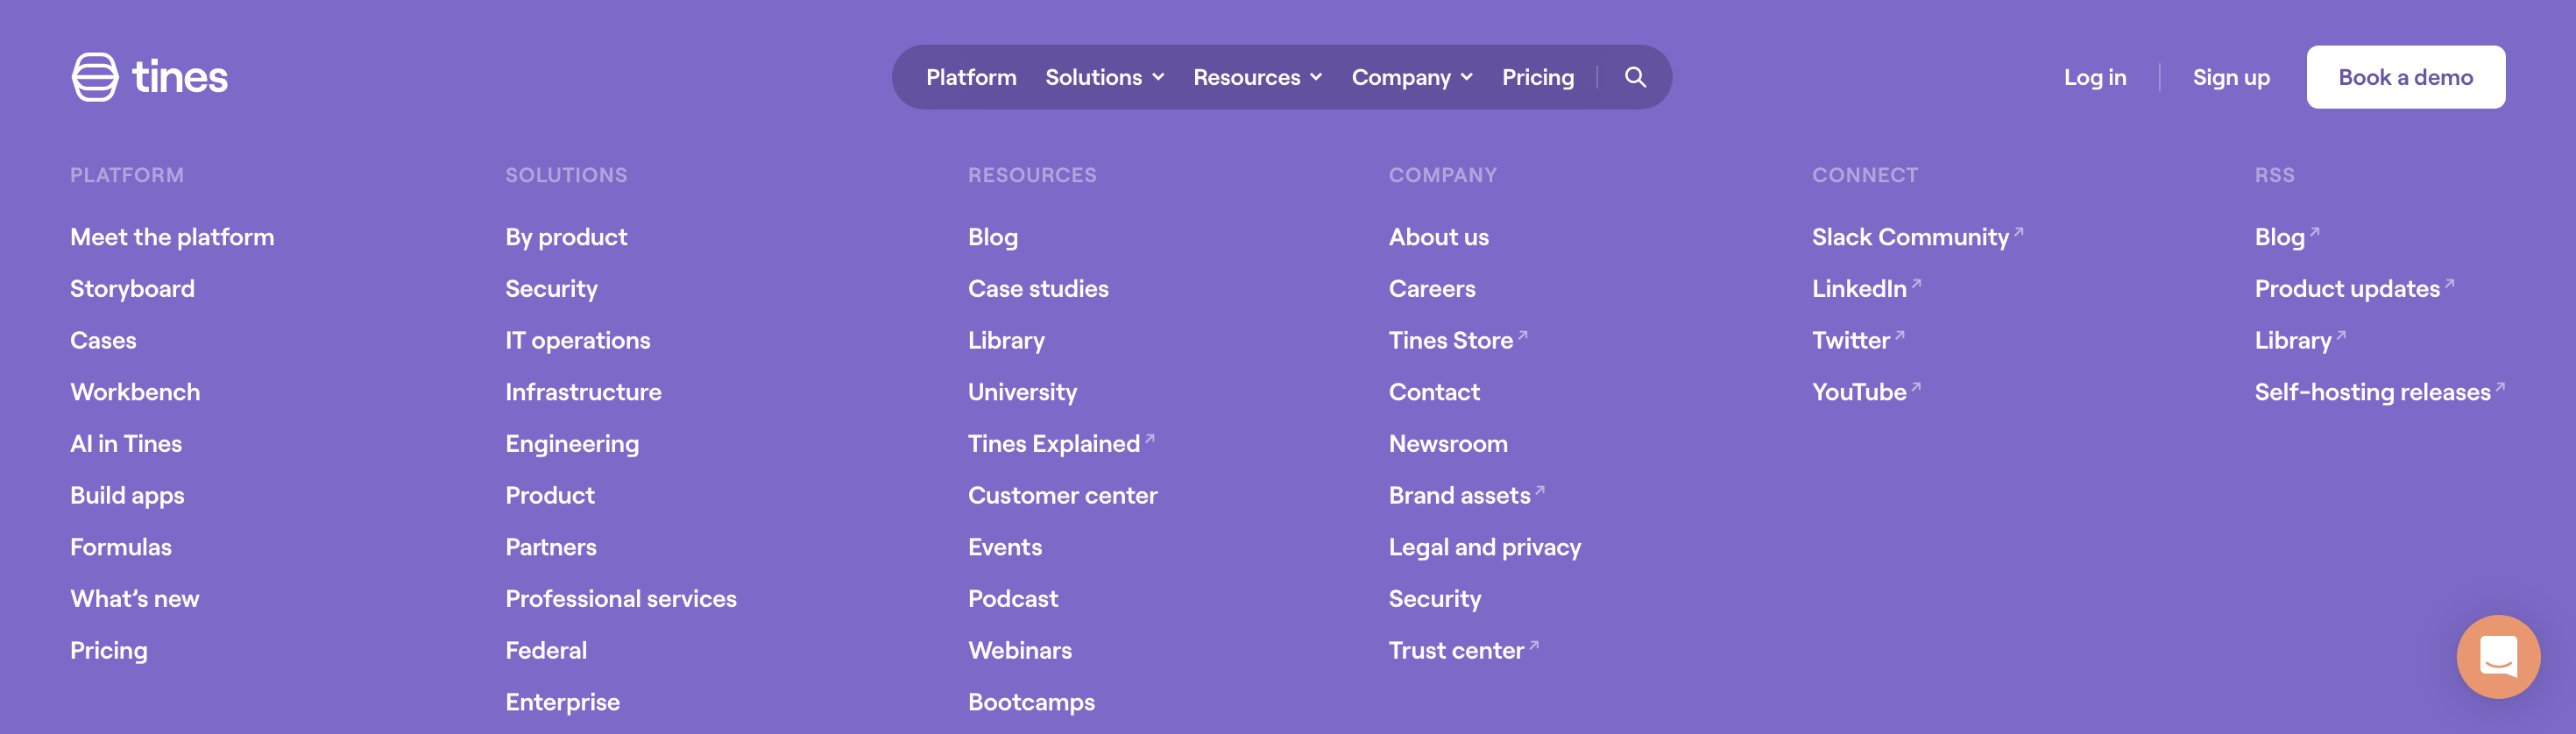 tines
Platform Solutions Resources Company Pricing
Log in Sign up Book a demo
PLATFORM
Meet the platform
Storyboard
Cases
Workbench
AI in Tines
Build apps
Formulas
What’s new
Pricing
SOLUTIONS
By product
Security
IT operations
Infrastructure
Engineering
Product
Partners
Professional services
Federal
Enterprise
RESOURCES
Blog
Case studies
Library
University
Tines Explained
Customer center
Events
Podcast
Webinars
Bootcamps
COMPANY
About us
Careers
Tines Store
Contact
Newsroom
Brand assets
Legal and privacy
Security
Trust center
CONNECT
Slack Community
LinkedIn
Twitter
YouTube
RSS
Blog
Product updates
Library
Self-hosting releases